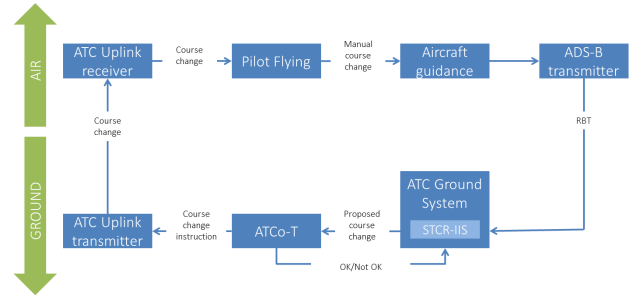 AIR
ATC Uplink
receiver
Course
change
Pilot Flying
Manual
course
change
Aircraft
guidance
ADS-B
transmitter
Course
change
RBT
GROUND
ATC Uplink
transmitter
Course
change
instruction
ATCo-T
Proposed
course
change
ATC Ground
System
STCR-IIS
OK/Not OK